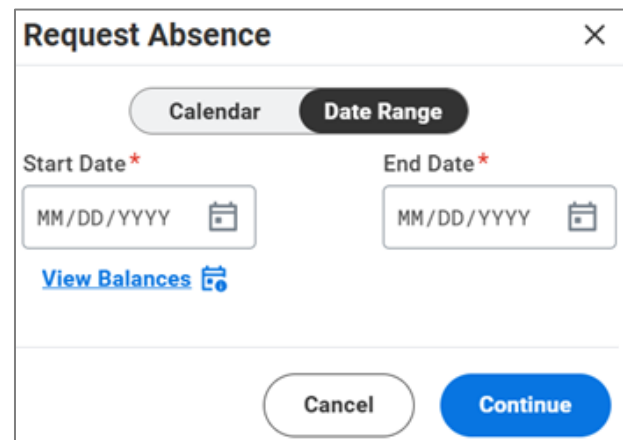 Request Absence
Calendar Date Range
Start Date* End Date*
MM/DD/YYYY MM/DD/YYYY
View Balances
Cancel Continue